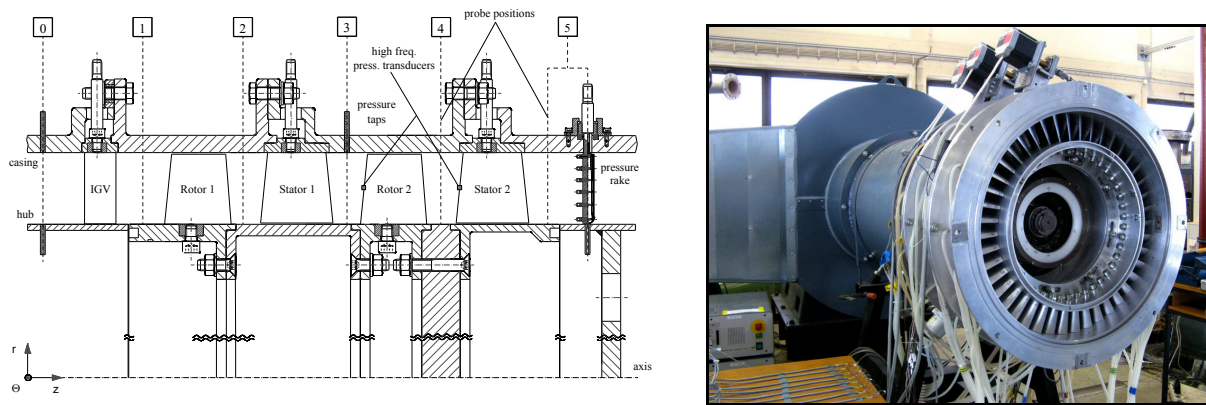 0 1 2 3 4 5
probe positions
high freq.
press. transducers
pressure
taps
casing
IGV
Rotor 1
Stator 1
Rotor 2
Stator 2
pressure
rake
hub
r
Θ
z
axis